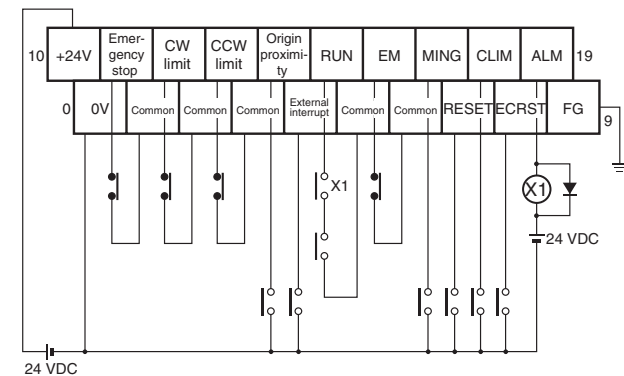 10 +24V Emer-
gency
stop CW
limit CCW
limit Origin
proximi-
ty RUN EM MING CLIM ALM 19
0 0V Common Common Common External
interrupt Common Common RESET ECRST FG 9
X1
X1
24 VDC
24 VDC